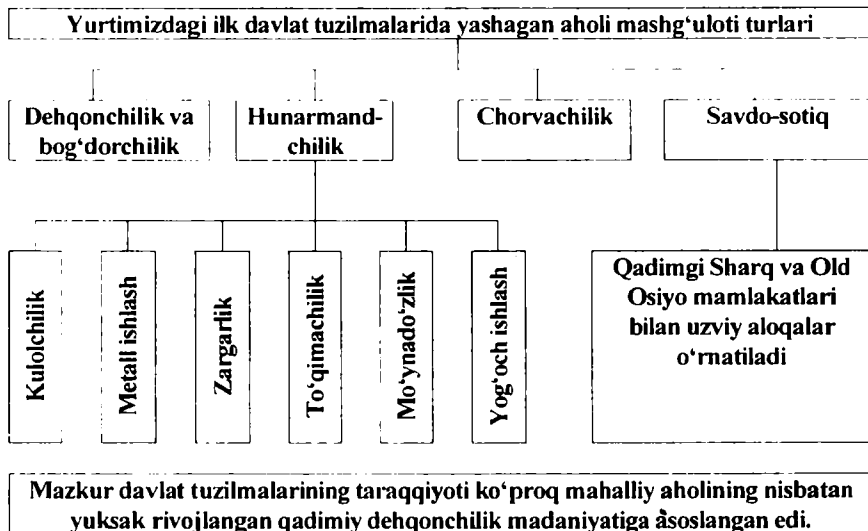 Yurtimizdagi ilk davlat tuzilmalarida yashagan aholi mashg‘uloti turlari
Dehqonchilik va
bog‘dorchilik
Hunarmand-
chilik
Chorvachilik
Savdo-sotiq
Kulolchilik
Metall ishlash
Zargarlik
To‘qimachilik
Mo‘ynado‘zlik
Yog‘och ishlash
Qadimgi Sharq va Old
Osiyo mamlakatlari
bilan uzviy aloqalar
o‘rnatiladi
Mazkur davlat tuzilmalarining taraqqiyoti ko‘proq mahalliy aholining nisbatan
yuksak rivojlangan qadimiy dehqonchilik madaniyatiga àsoslangan edi.